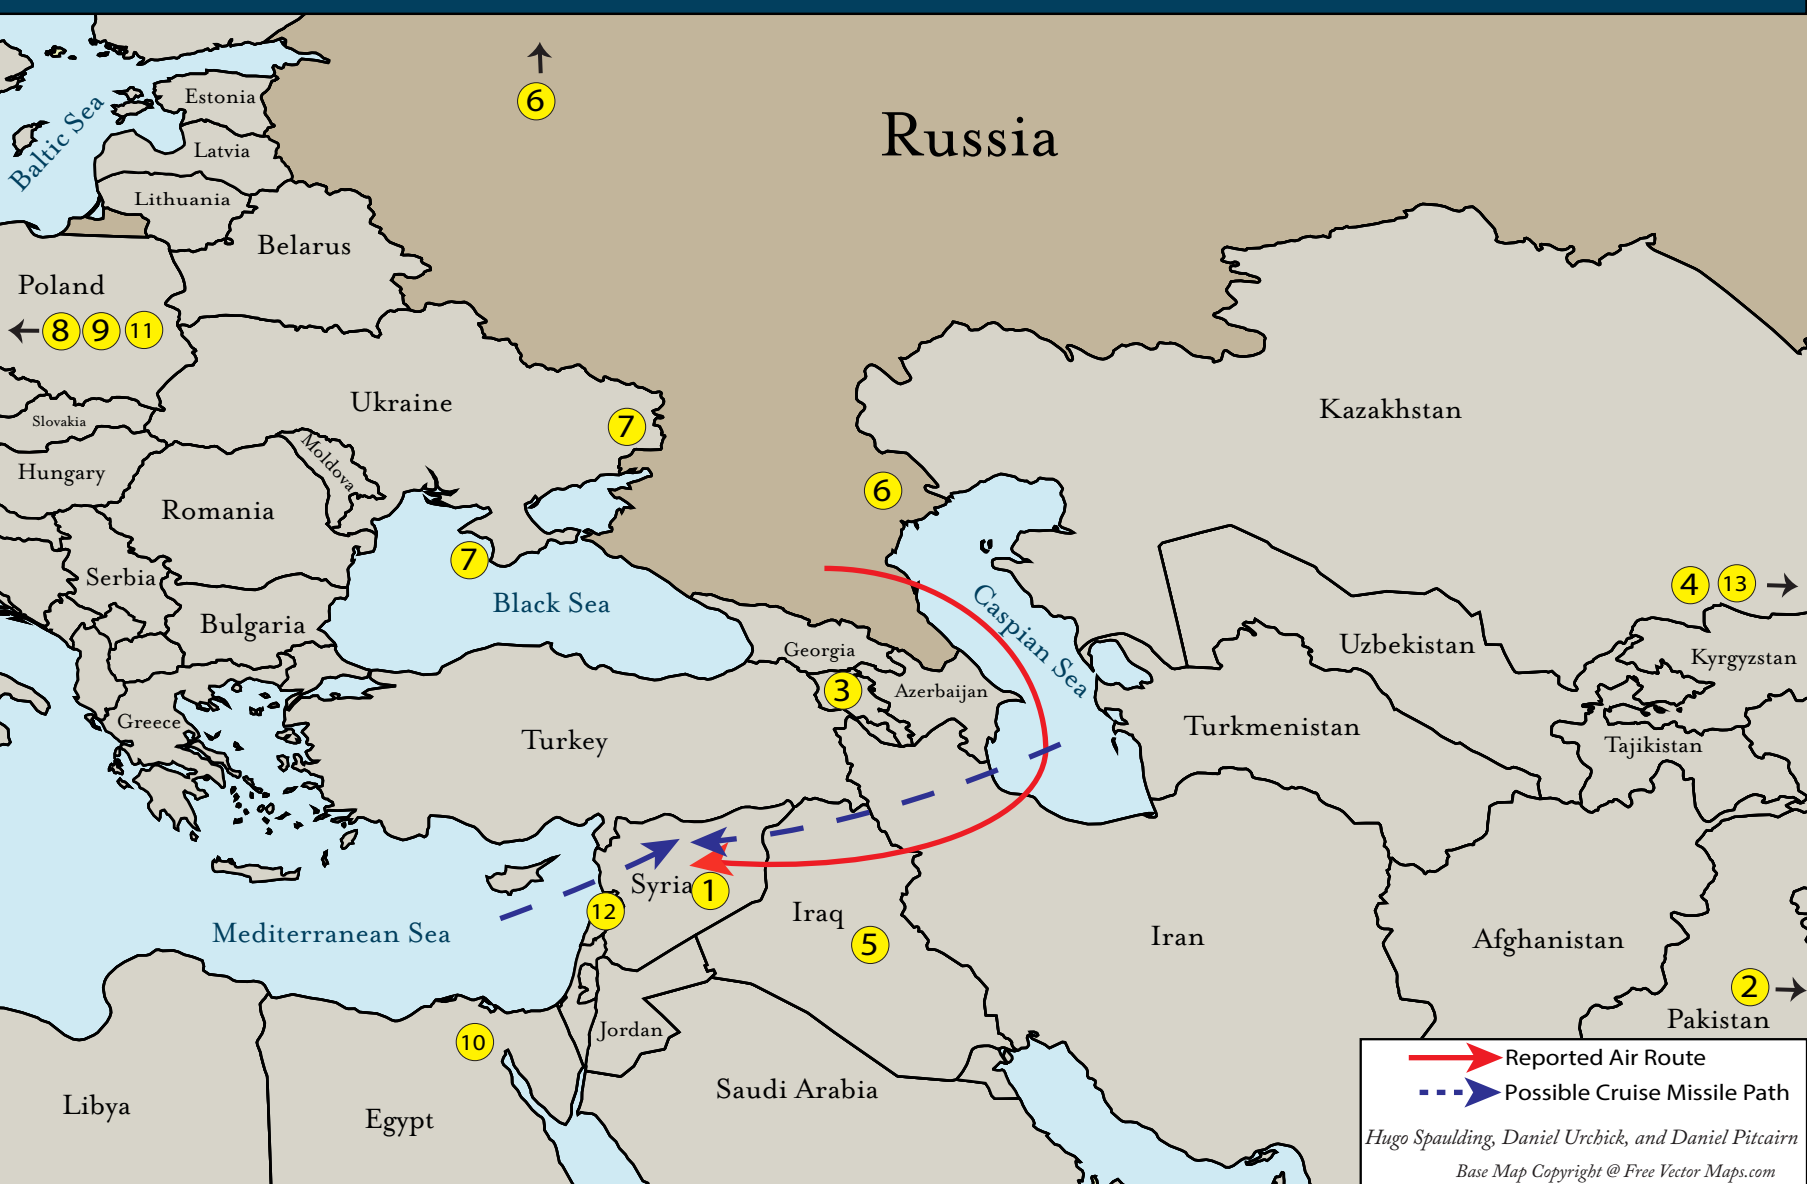 6
Russia
Estonia
Baltic Sea
Latvia
Lithuania
Belarus
Poland
8 9 11
Ukraine
7
Kazakhstan
Slovakia
Moldova
Hungary
6
Romania
7
Serbia
Black Sea
Caspian Sea
4 13
Bulgaria
Georgia
Uzbekistan
Kyrgyzstan
3
Azerbaijan
Greece
Turkey
Turkmenistan
Tajikistan
Syria
1
12
Iraq
Mediterranean Sea
5
Iran
Afghanistan
2
Pakistan
10
Jordan
Saudi Arabia
Libya
Egypt
Reported Air Route
Possible Cruise Missile Path
Hugo Spaulding, Daniel Urchick, and Daniel Pitcairn
Base Map Copyright @ Free Vector Maps.com